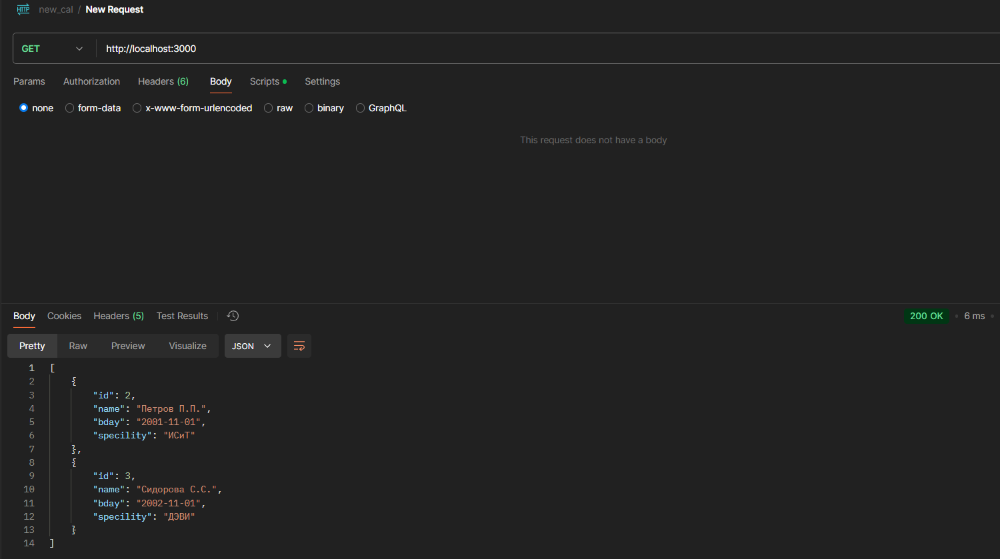 HTTP new_cal / New Request
GET http://localhost:3000
Params Authorization Headers (6) Body Scripts Settings
none form-data x-www-form-urlencoded raw binary GraphQL
This request does not have a body
Body Cookies Headers (5) Test Results 200 OK 6 ms
Pretty Raw Preview Visualize JSON
1 [
2 {
3 "id": 2,
4 "name": "Петров П.П.",
5 "bday": "2001-11-01",
6 "specility": "ИСиТ"
7 },
8 {
9 "id": 3,
10 "name": "Сидорова С.С.",
11 "bday": "2002-11-01",
12 "specility": "ДЭВИ"
13 }
14 ]